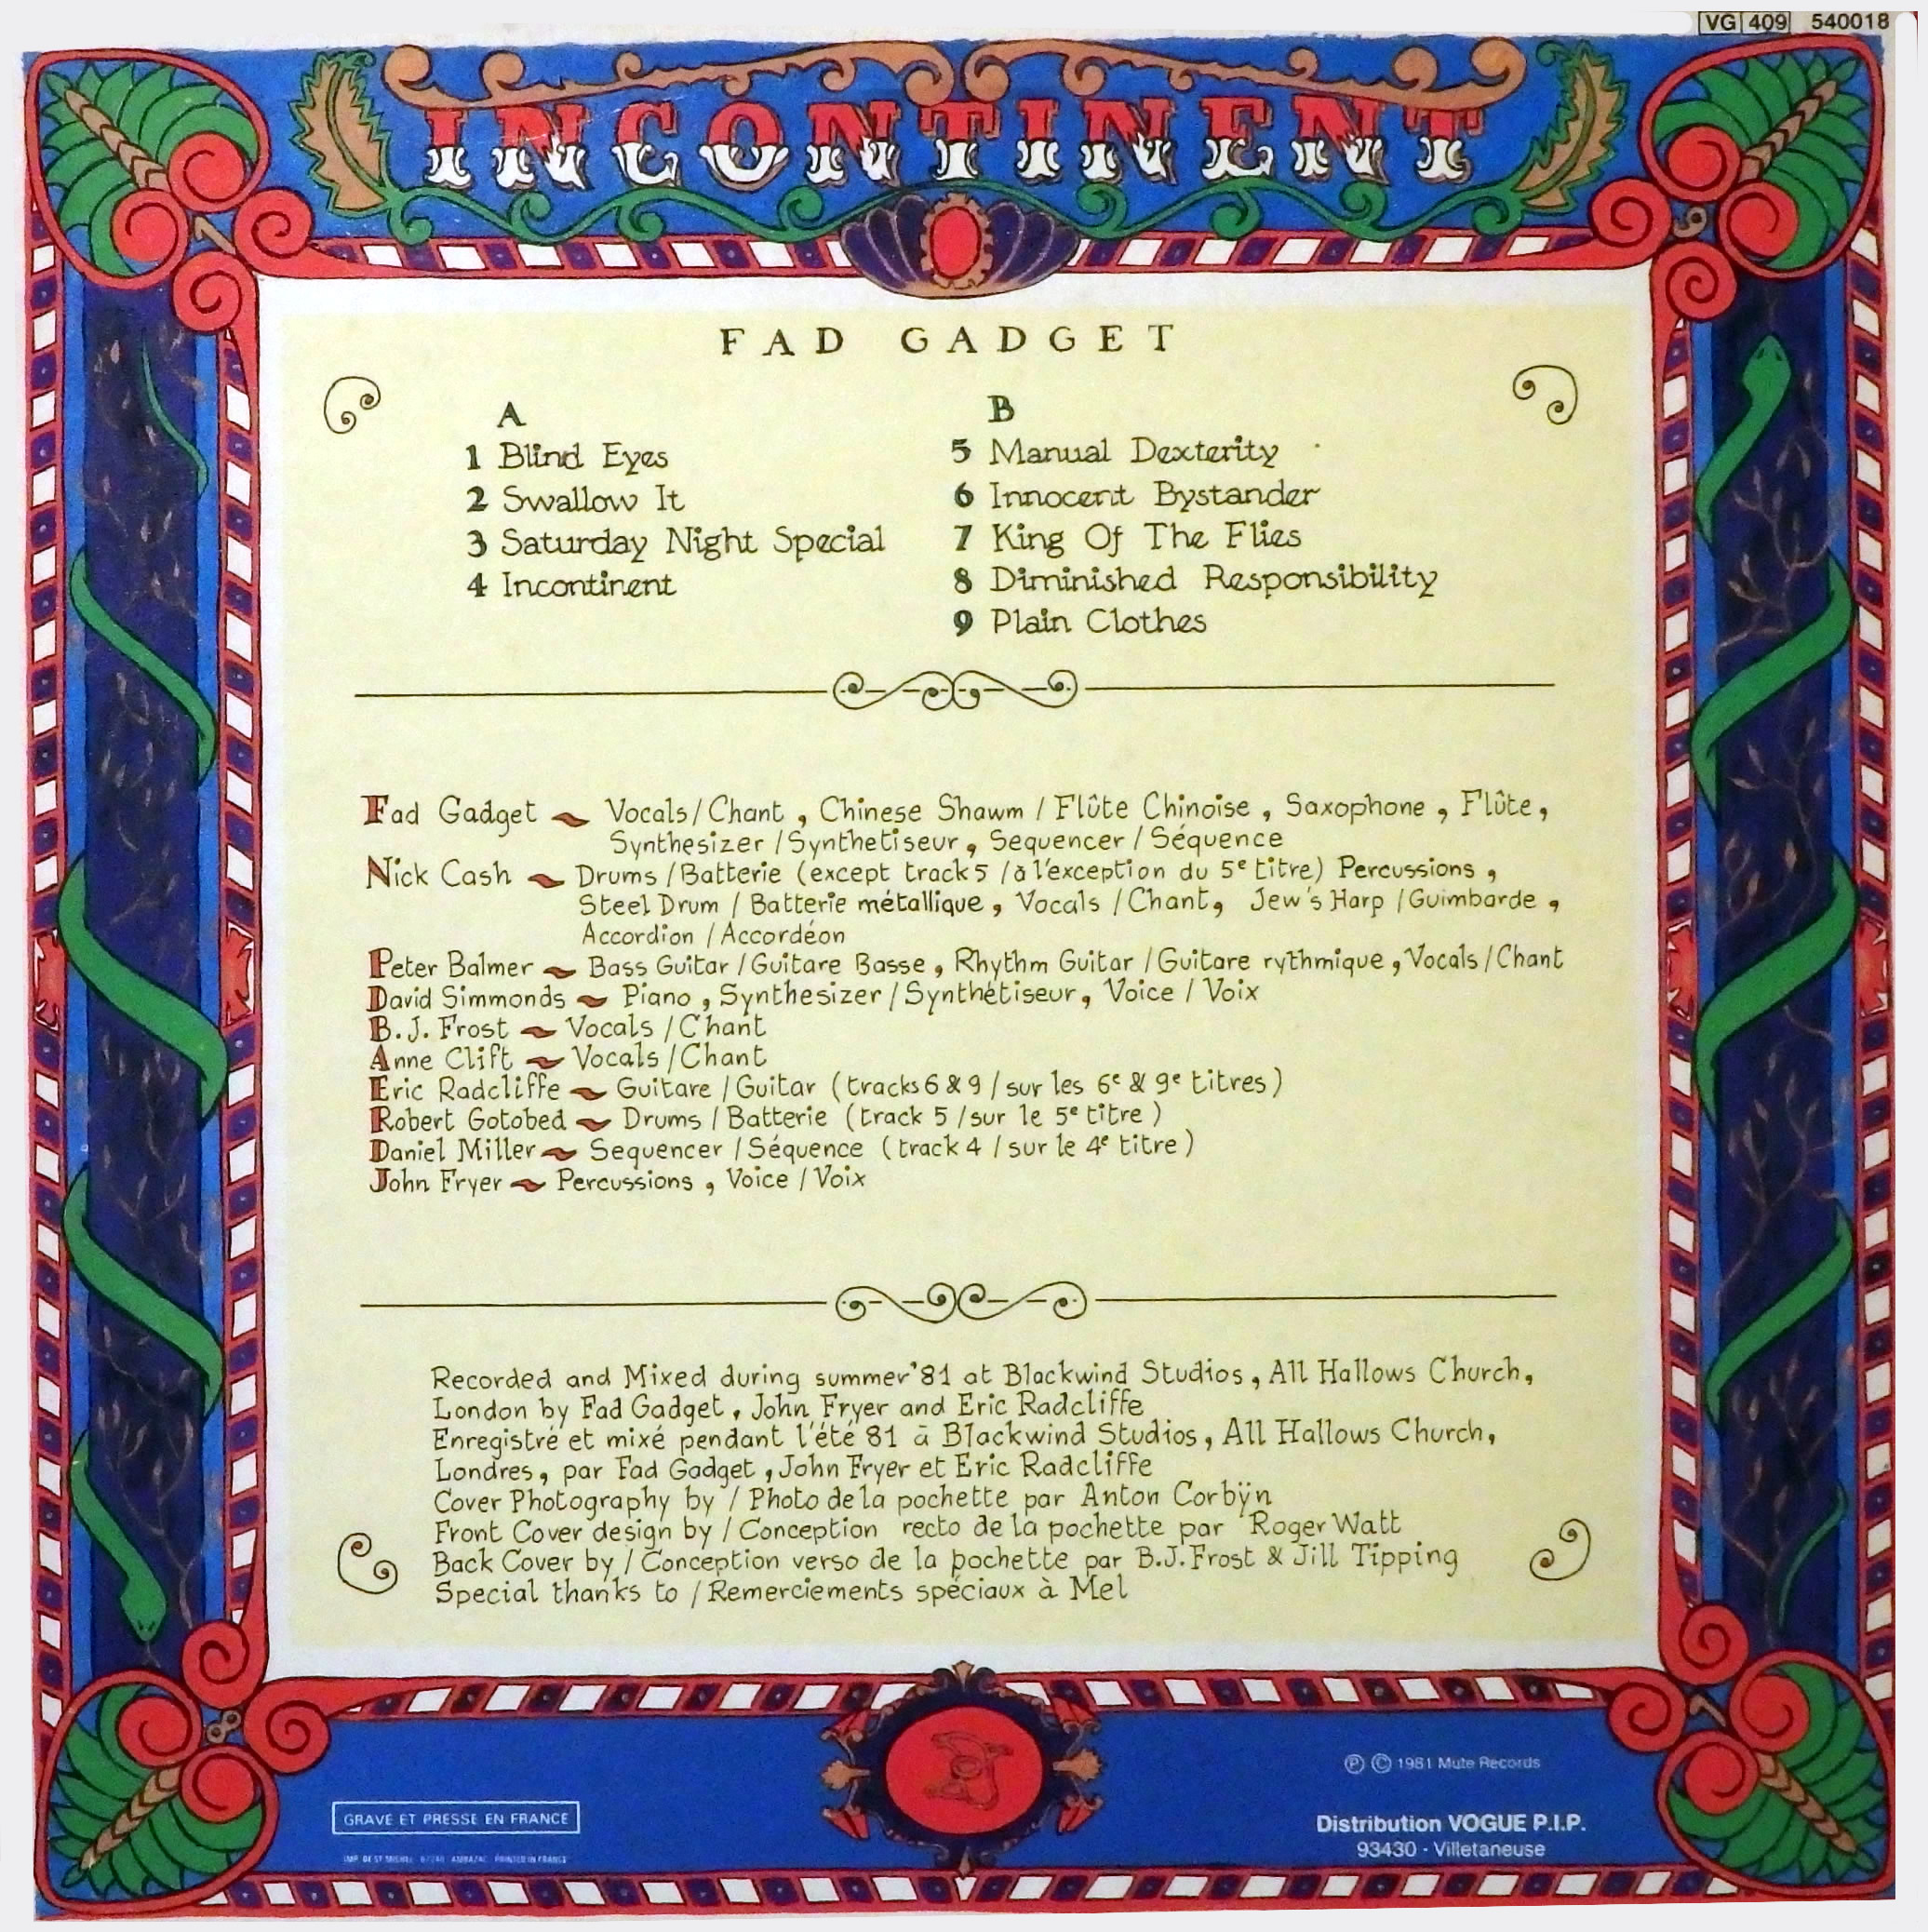 VG 409 540018
INCONTINENT
FAD GADGET
A
1 Blind Eyes
2 Swallow It
3 Saturday Night Special
4 Incontinent
B
5 Manual Dexterity
6 Innocent Bystander
7 King Of The Flies
8 Diminished Responsibility
9 Plain Clothes
Fad Gadget ~ Vocals / Chant, Chinese Shawm / Flûte Chinoise, Saxophone, Flûte,
Synthesizer / Synthetiseur, Sequencer / Séquence
Nick Cash ~ Drums / Batterie (except track 5 / à l'exception du 5e titre) Percussions,
Steel Drum / Batterie métallique, Vocals / Chant, Jew's Harp / Guimbarde,
Accordion / Accordéon
Peter Balmer ~ Bass Guitar / Guitare Basse, Rhythm Guitar / Guitare rythmique, Vocals / Chant
David Simmonds ~ Piano, Synthesizer / Synthétiseur, Voice / Voix
B.J. Frost ~ Vocals / Chant
Anne Clift ~ Vocals / Chant
Eric Radcliffe ~ Guitare / Guitar (tracks 6 & 9 / sur les 6e & 9e titres)
Robert Gotobed ~ Drums / Batterie (track 5 / sur le 5e titre)
Daniel Miller ~ Sequencer / Séquence (track 4 / sur le 4e titre)
John Fryer ~ Percussions, Voice / Voix
Recorded and Mixed during summer '81 at Blackwind Studios, All Hallows Church,
London by Fad Gadget, John Fryer and Eric Radcliffe
Enregistré et mixé pendant l'été 81 à Blackwind Studios, All Hallows Church,
Londres, par Fad Gadget, John Fryer et Eric Radcliffe
Cover Photography by / Photo de la pochette par Anton Corbÿn
Front Cover design by / Conception recto de la pochette par Roger Watt
Back Cover by / Conception verso de la pochette par B.J. Frost & Jill Tipping
Special thanks to / Remerciements spéciaux à Mel
Ⓟ Ⓒ 1981 Mute Records
GRAVE ET PRESSE EN FRANCE
Distribution VOGUE P.I.P.
93430 - Villetaneuse
IMP. DE ST MICHEL PRINTED IN FRANCE
19
81